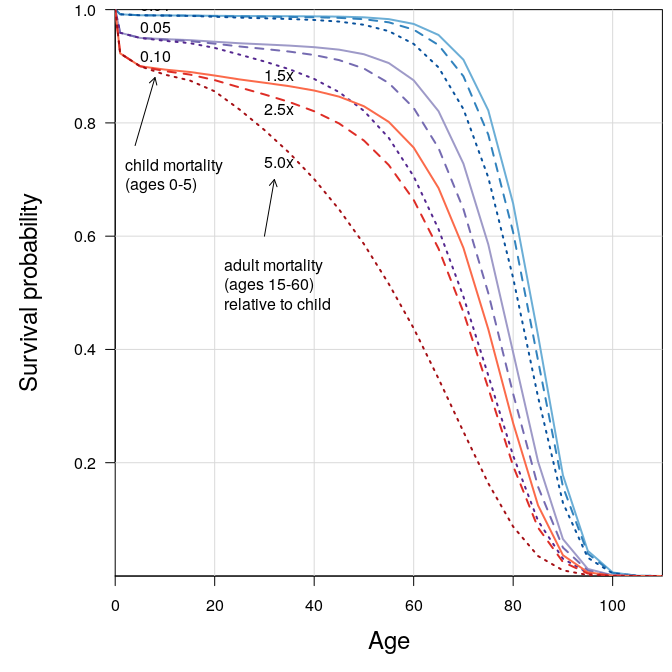 1.0
0.05
0.10
1.5x
2.5x
0.8
child mortality
(ages 0-5)
5.0x
0.6
adult mortality
(ages 15-60)
relative to child
0.4
0.2
Survival probability
0
20
40
60
80
100
Age